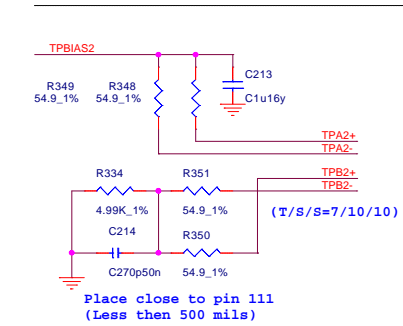 TPBIAS2
C213
R349 R348
54.9_1% 54.9_1%
C1u16y
TPA2+
TPA2-
R334 R351
TPB2+
TPB2-
4.99K_1% 54.9_1%
(T/S/S=7/10/10)
C214 R350
C270p50n 54.9_1%
Place close to pin 111
(Less then 500 mils)